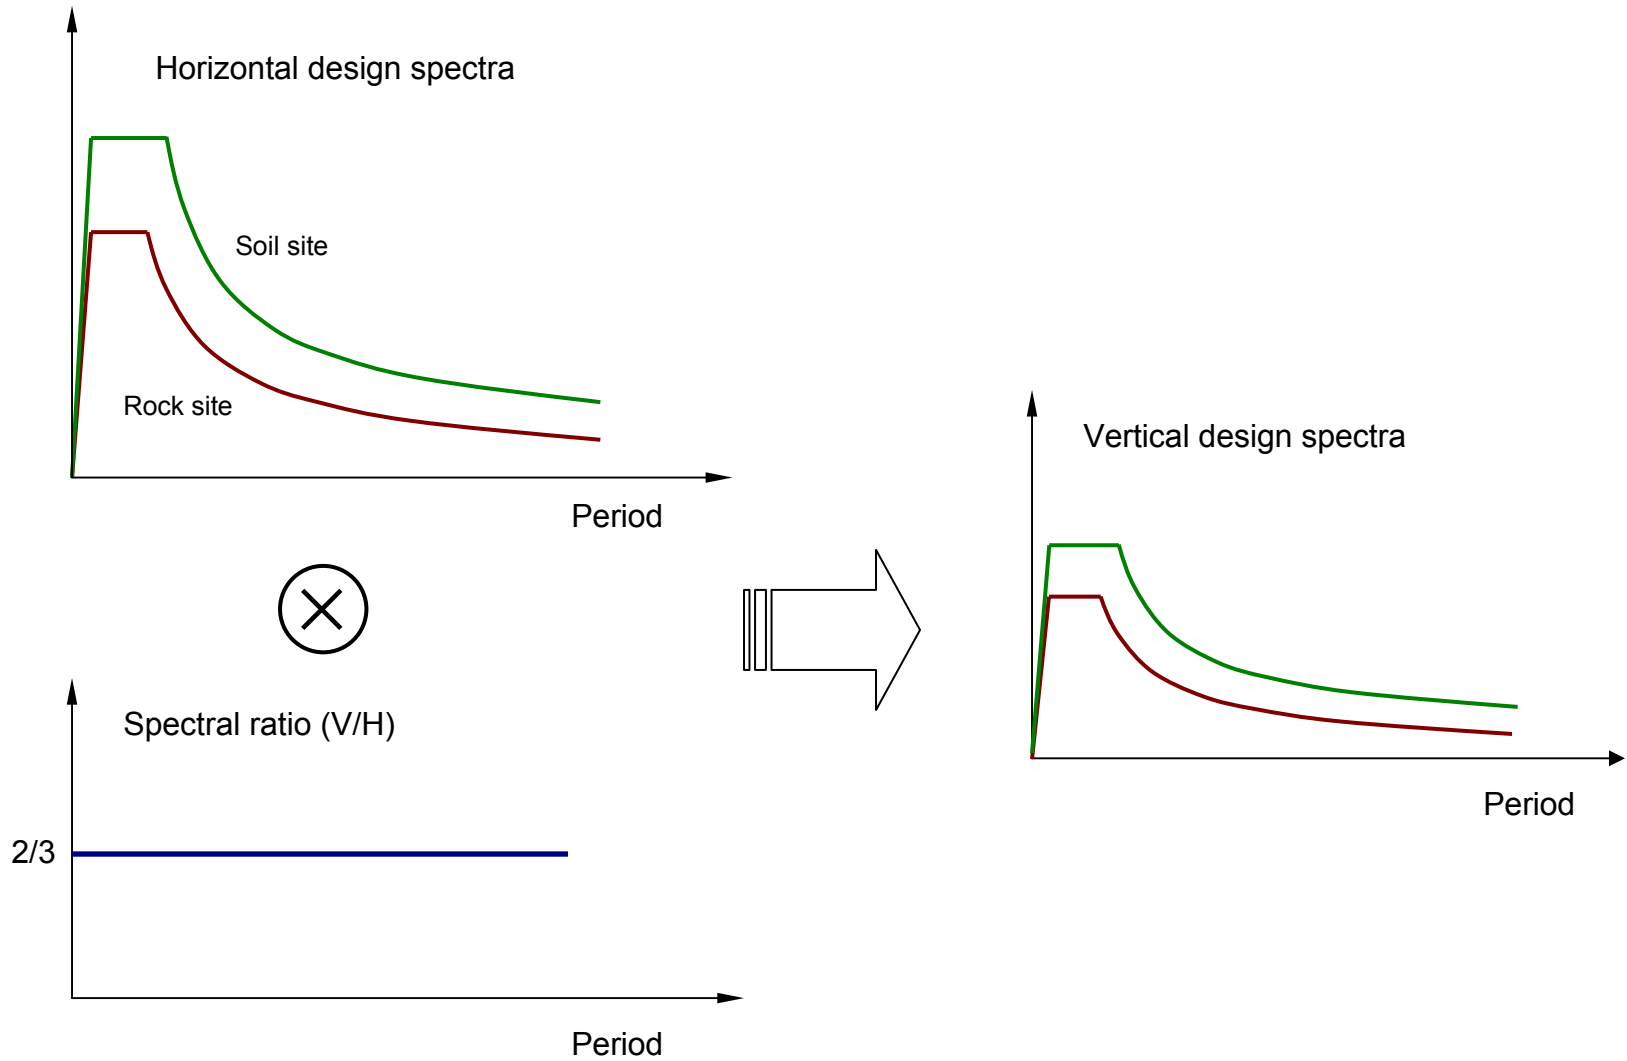 Horizontal design spectra
Soil site
Rock site
Period
Spectral ratio (V/H)
2/3
Period
Vertical design spectra
Period